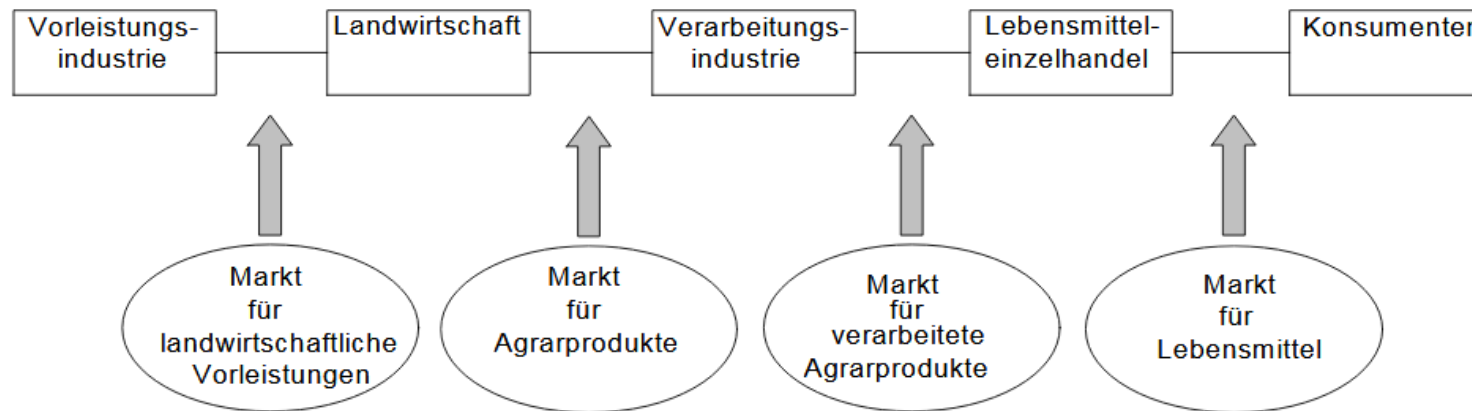 Vorleistungs-
industrie
Landwirtschaft
Verarbeitungs-
industrie
Lebensmittel-
einzelhandel
Konsumenten
Markt
für
landwirtschaftliche
Vorleistungen
Markt
für
Agrarprodukte
Markt
für
verarbeitete
Agrarprodukte
Markt
für
Lebensmittel